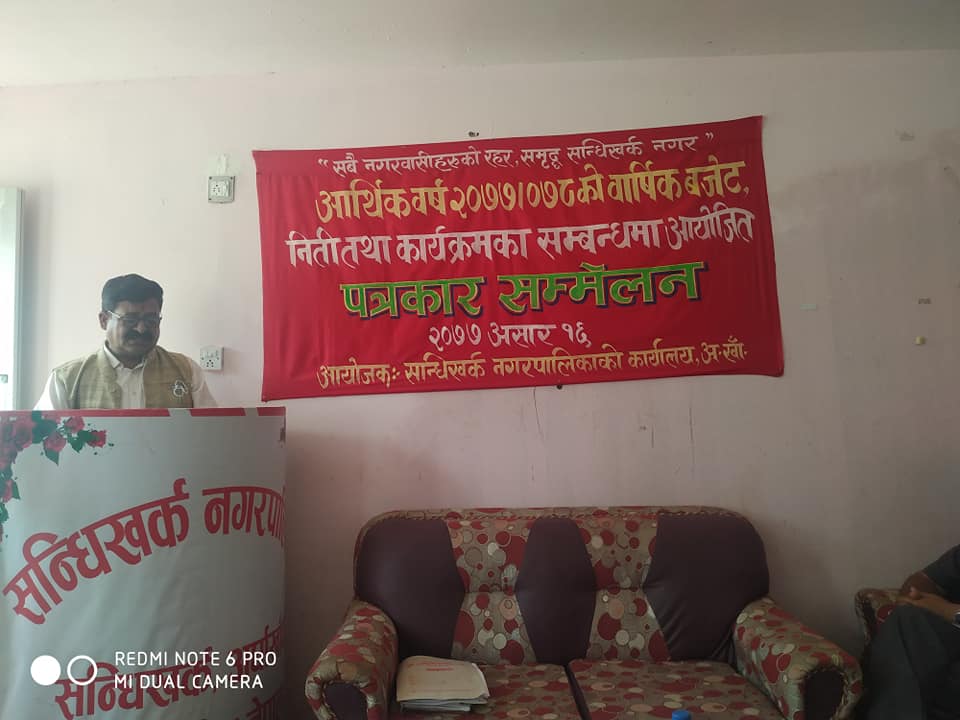 " सबै नगरवासीहरुको रहर, समृद्ध सन्धिखर्क नगर "
आर्थिक वर्ष २०७७।०७८को वार्षिक बजेट,
निती तथा कार्यक्रमका सम्बन्धमा आयोजित
पत्रकार सम्मेलन
२०७७ असार १६
आयोजकः सन्धिखर्क नगरपालिकाको कार्यालय, अ.खाँ.
सन्धिखर्क नगरपालि
सन्धिखर्क
REDMI NOTE 6 PRO
MI DUAL CAMERA